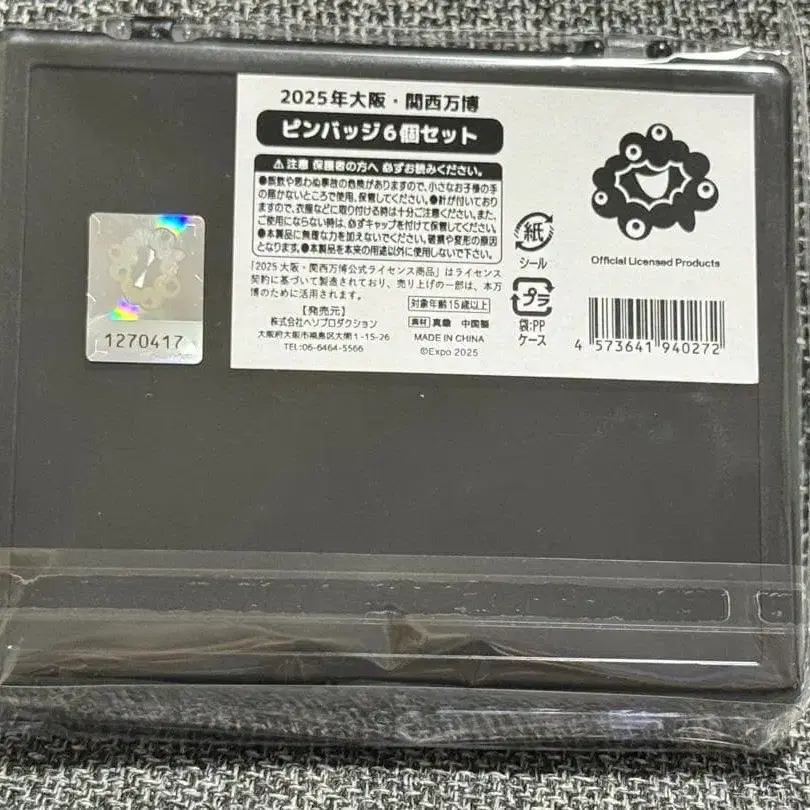 2025年大阪・関西万博
ピンバッジ6個セット
⚠注意 保護者の方へ 必ずお読みください。
●誤飲や思わぬ事故の危険がありますので、小さなお子様の手
の届かないところで使用、保管してください。●針が付いており
ますので、衣服などに取り付ける時は十分ご注意ください。また、
ご使用にならない時は、必ずキャップを付けて保管してください。
●本製品に無理な力を加えないでください。破損や変形の原因
となります。●本製品を本来の用途以外に使用しないで下さい。
「2025 大阪・関西万博公式ライセンス商品」はライセンス
契約に基づいて製造されており、売り上げの一部は、本万
博のために活用されます。
【発売元】
株式会社ヘソプロダクション
大阪府大阪市福島区大開1-15-26
TEL:06-6464-5566
対象年齢15歳以上
素材 真鍮 中国製
MADE IN CHINA
©Expo 2025
紙
シール
プラ
袋:PP
ケース
Official Licensed Products
4 573641 940272
1270417